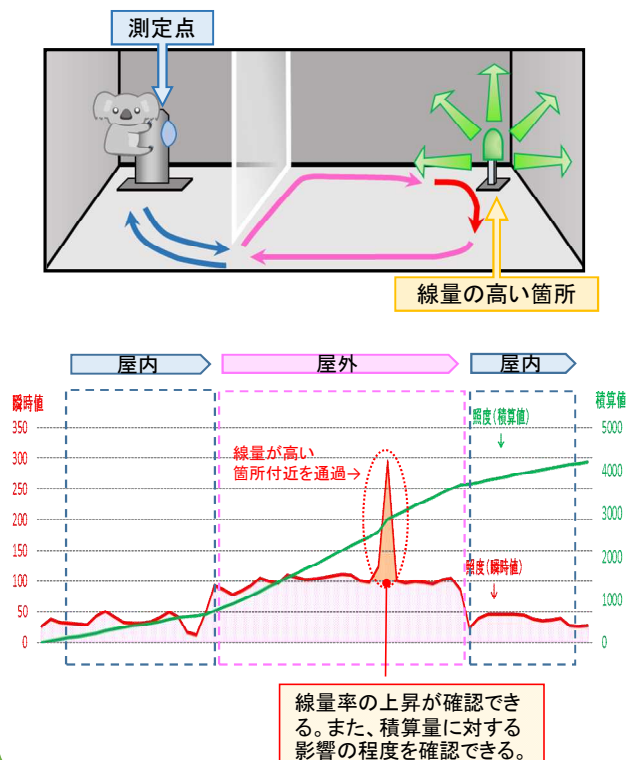 測定点
線量の高い箇所
屋内
屋外
屋内
瞬時値
積算値
350
300
250
200
150
100
50
0
5000
4000
3000
2000
1000
0
照度(積算値)
↓
線量が高い
箇所付近を通過→
照度(瞬時値)
↓
線量率の上昇が確認でき
る。また、積算量に対する
影響の程度を確認できる。